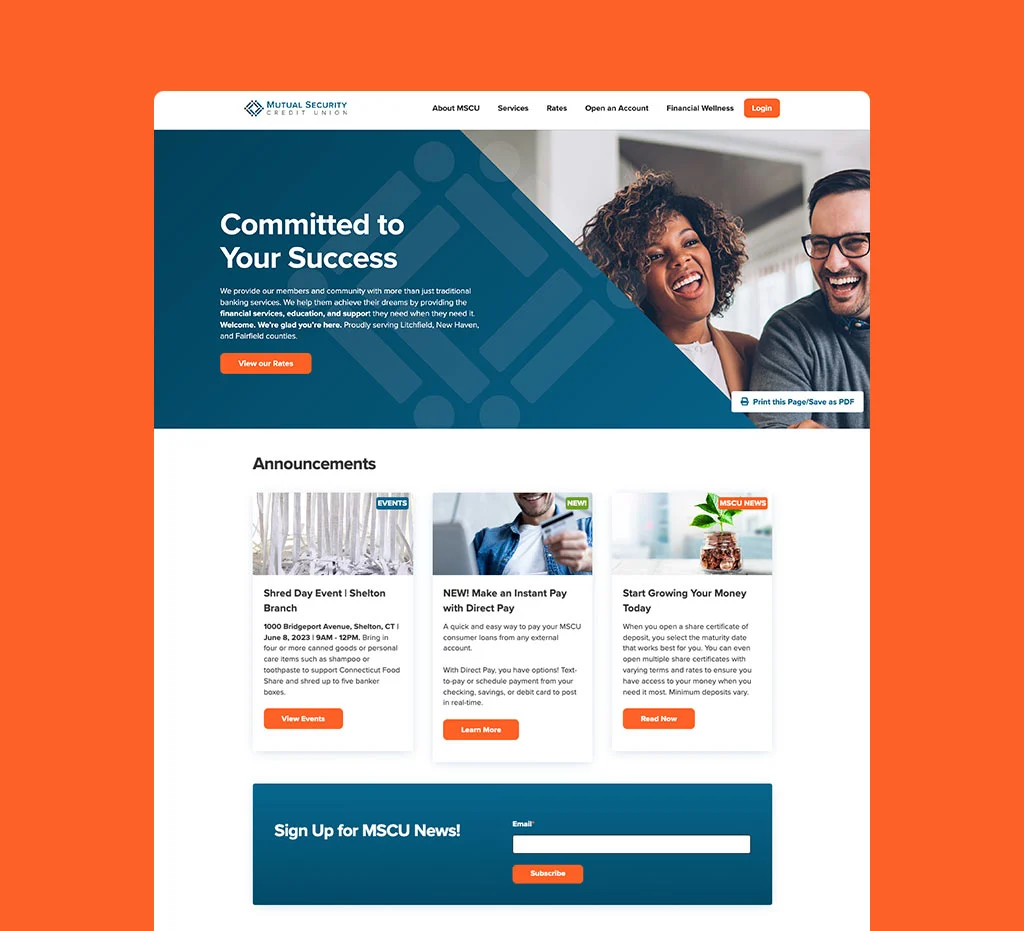 MUTUAL SECURITY
CREDIT UNION
About MSCU Services Rates Open an Account Financial Wellness Login
Committed to
Your Success
We provide our members and community with more than just traditional
banking services. We help them achieve their dreams by providing the
financial services, education, and support they need when they need it.
Welcome. We're glad you're here. Proudly serving Litchfield, New Haven,
and Fairfield counties.
View our Rates
Print this Page/Save as PDF
Announcements
EVENTS
Shred Day Event | Shelton
Branch
1000 Bridgeport Avenue, Shelton, CT |
June 8, 2023 | 9AM - 12PM. Bring in
four or more canned goods or personal
care items such as shampoo or
toothpaste to support Connecticut Food
Share and shred up to five banker
boxes.
View Events
NEW!
NEW! Make an Instant Pay
with Direct Pay
A quick and easy way to pay your MSCU
consumer loans from any external
account.
With Direct Pay, you have options! Text-
to-pay or schedule payment from your
checking, savings, or debit card to post
in real-time.
Learn More
MSCU NEWS
Start Growing Your Money
Today
When you open a share certificate of
deposit, you select the maturity date
that works best for you. You can even
open multiple share certificates with
varying terms and rates to ensure you
have access to your money when you
need it most. Minimum deposits vary.
Read Now
Sign Up for MSCU News!
Email*
Subscribe